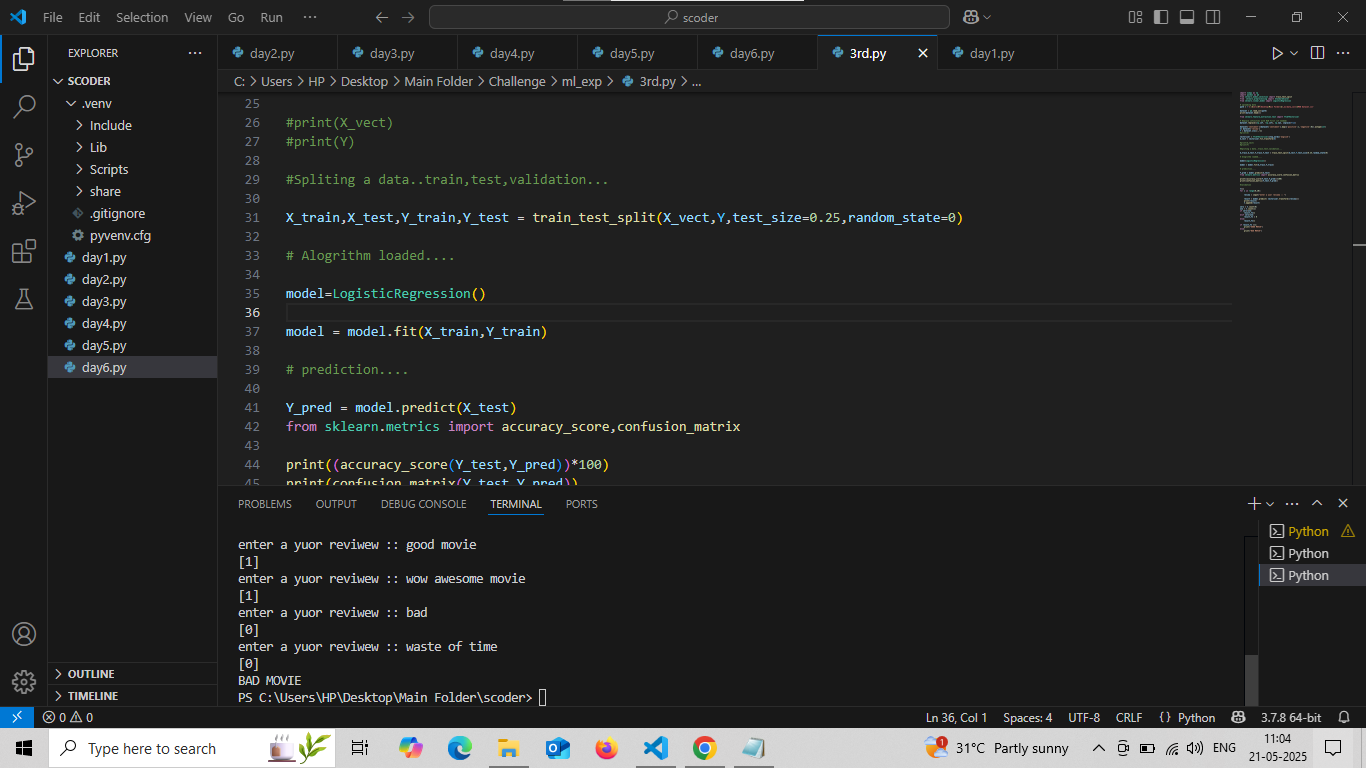 File Edit Selection View Go Run ··· scoder
EXPLORER ···
SCODER
.venv
Include
Lib
Scripts
share
.gitignore
pyvenv.cfg
day1.py
day2.py
day3.py
day4.py
day5.py
day6.py
OUTLINE
TIMELINE
day2.py day3.py day4.py day5.py day6.py 3rd.py day1.py
C: > Users > HP > Desktop > Main Folder > Challenge > ml_exp > 3rd.py > ...
25
26 #print(X_vect)
27 #print(Y)
28
29 #Spliting a data..train,test,validation...
30
31 X_train,X_test,Y_train,Y_test = train_test_split(X_vect,Y,test_size=0.25,random_state=0)
32
33 # Alogrithm loaded....
34
35 model=LogisticRegression()
36
37 model = model.fit(X_train,Y_train)
38
39 # prediction....
40
41 Y_pred = model.predict(X_test)
42 from sklearn.metrics import accuracy_score,confusion_matrix
43
44 print((accuracy_score(Y_test,Y_pred))*100)
45 print(confusion_matrix(Y_test,Y_pred))
PROBLEMS OUTPUT DEBUG CONSOLE TERMINAL PORTS
enter a yuor reviwew :: good movie
[1]
enter a yuor reviwew :: wow awesome movie
[1]
enter a yuor reviwew :: bad
[0]
enter a yuor reviwew :: waste of time
[0]
BAD MOVIE
PS C:\Users\HP\Desktop\Main Folder\scoder>
Python
Python
Python
0 0 Ln 36, Col 1 Spaces: 4 UTF-8 CRLF {} Python 3.7.8 64-bit
Type here to search 1 31°C Partly sunny ENG 11:04
21-05-2025